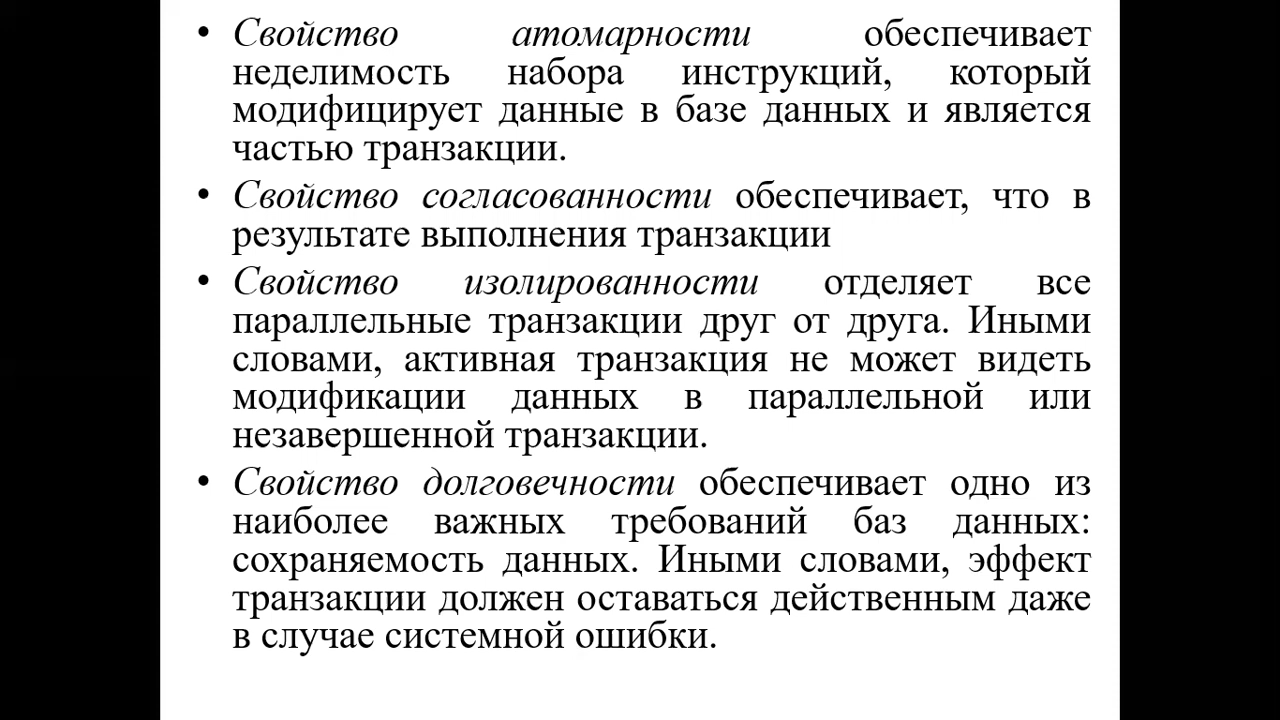 • Свойство атомарности обеспечивает
неделимость набора инструкций, который
модифицирует данные в базе данных и является
частью транзакции.
• Свойство согласованности обеспечивает, что в
результате выполнения транзакции
• Свойство изолированности отделяет все
параллельные транзакции друг от друга. Иными
словами, активная транзакция не может видеть
модификации данных в параллельной или
незавершенной транзакции.
• Свойство долговечности обеспечивает одно из
наиболее важных требований баз данных:
сохраняемость данных. Иными словами, эффект
транзакции должен оставаться действенным даже
в случае системной ошибки.